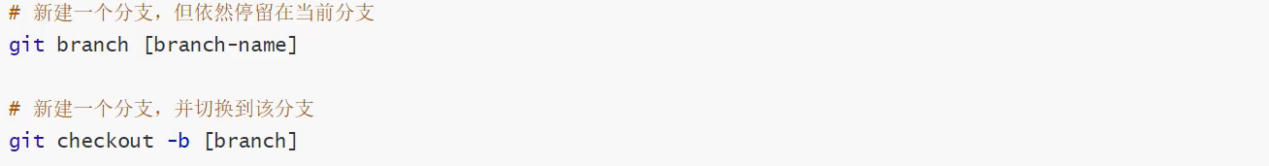 # 新建一个分支，但依然停留在当前分支
git branch [branch-name]
# 新建一个分支，并切换到该分支
git checkout -b [branch]